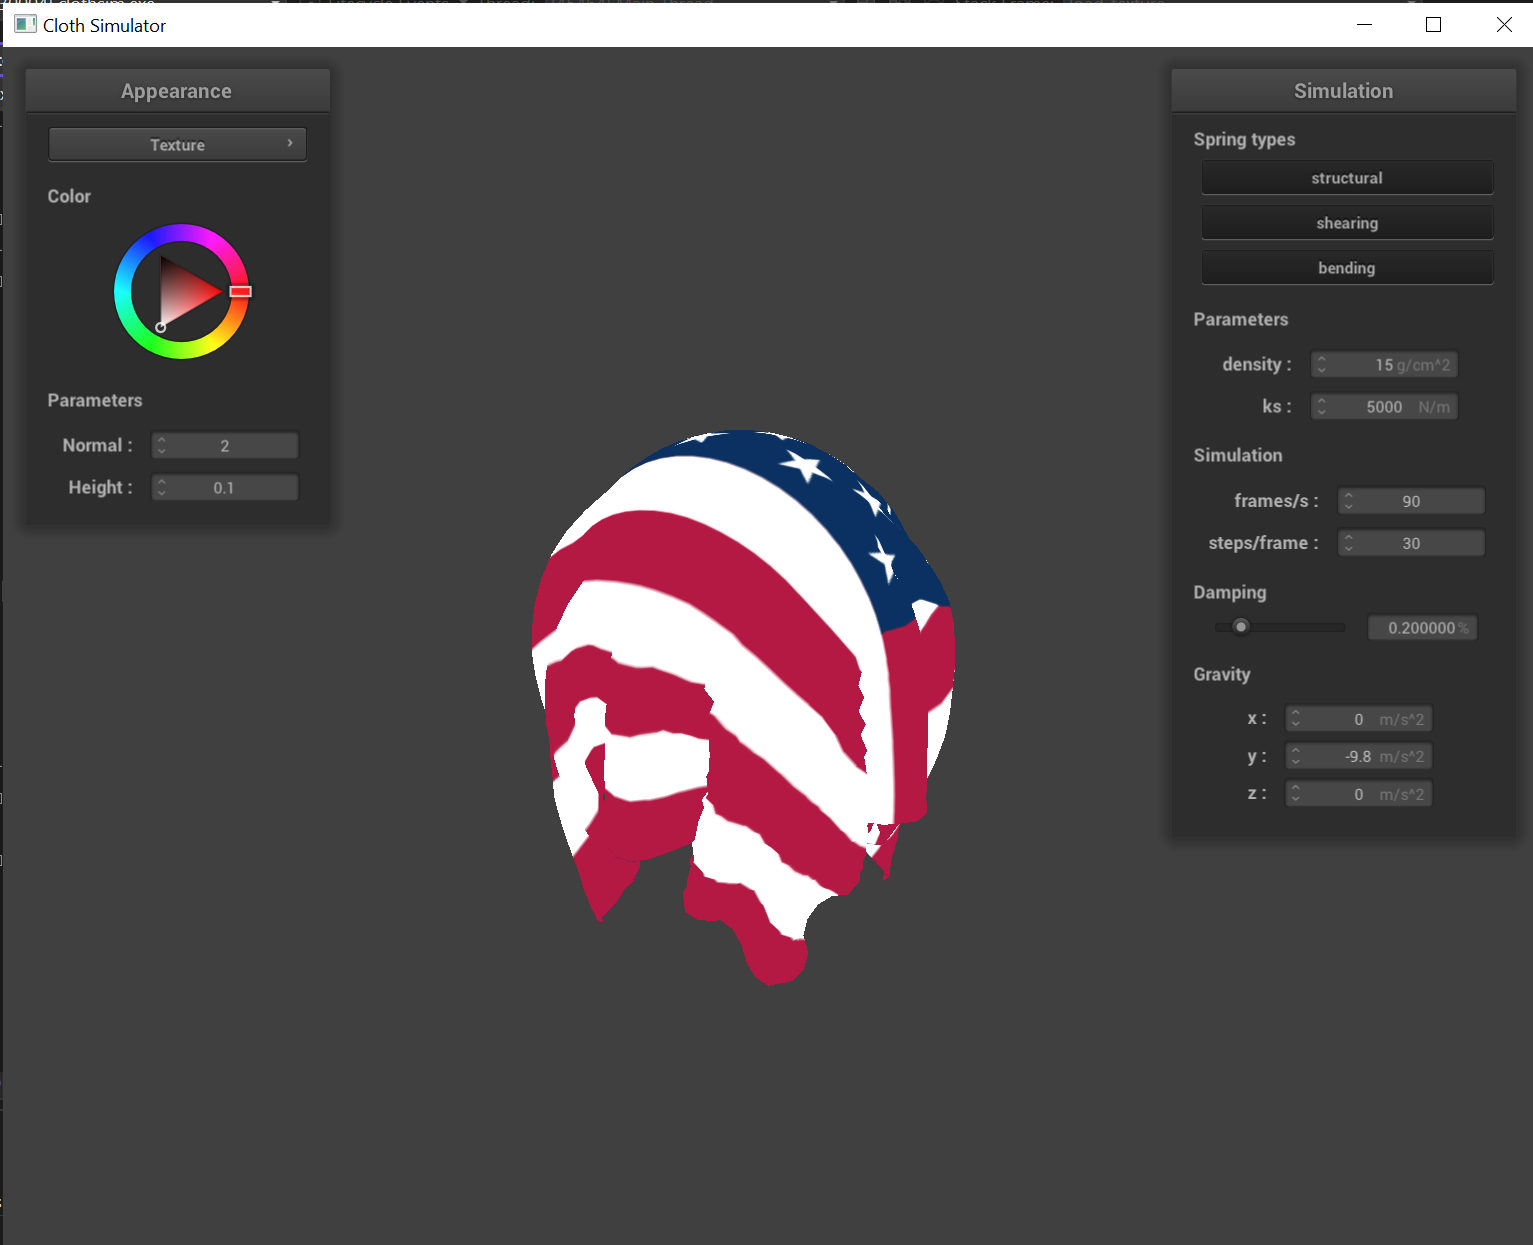 Cloth Simulator
Appearance
Texture
Color
Parameters
Normal : 2
Height : 0.1
Simulation
Spring types
structural
shearing
bending
Parameters
density : 15 g/cm^2
ks : 5000 N/m
Simulation
frames/s : 90
steps/frame : 30
Damping
0.200000 %
Gravity
x : 0 m/s^2
y : -9.8 m/s^2
z : 0 m/s^2